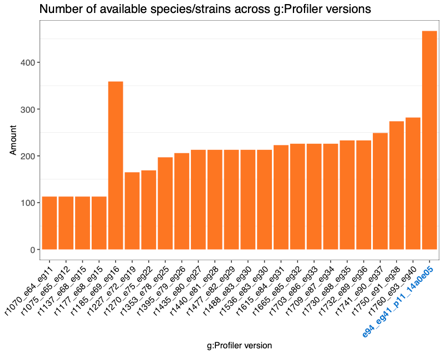 Number of available species/strains across g:Profiler versions
Amount
400
300
200
100
0
r1070_e64_eg11
r1075_e65_eg12
r1137_e68_eg15
r1177_e68_eg15
r1185_e69_eg16
r1227_e72_eg19
r1270_e75_eg22
r1353_e78_eg25
r1395_e79_eg26
r1435_e80_eg27
r1440_e81_eg28
r1477_e82_eg29
r1488_e83_eg30
r1536_e83_eg30
r1615_e84_eg31
r1665_e85_eg32
r1703_e86_eg33
r1709_e87_eg34
r1730_e88_eg35
r1732_e89_eg36
r1741_e90_eg37
r1750_e91_eg38
r1760_e93_eg40
e94_eg41_p11_14a0e05
g:Profiler version